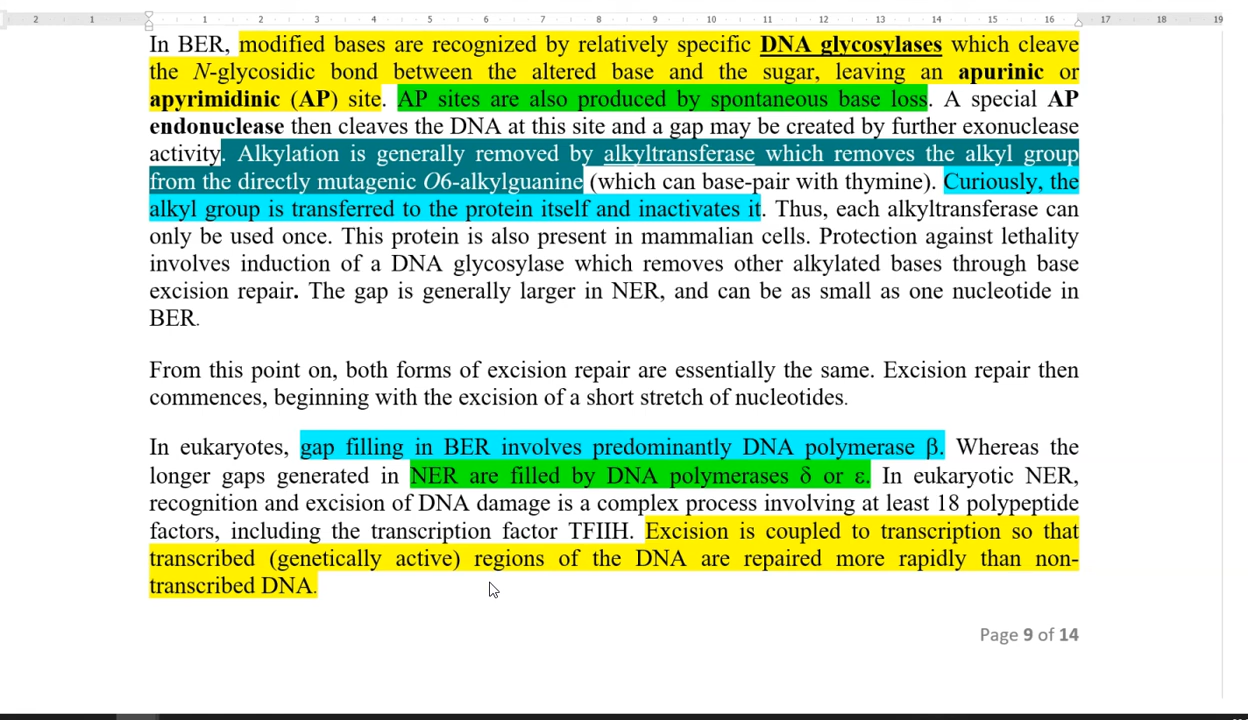 2 1 1 2 3 4 5 6 7 8 9 10 11 12 13 14 15 16 17 18 19
In BER, modified bases are recognized by relatively specific DNA glycosylases which cleave
the N-glycosidic bond between the altered base and the sugar, leaving an apurinic or
apyrimidinic (AP) site. AP sites are also produced by spontaneous base loss. A special AP
endonuclease then cleaves the DNA at this site and a gap may be created by further exonuclease
activity. Alkylation is generally removed by alkyltransferase which removes the alkyl group
from the directly mutagenic O6-alkylguanine (which can base-pair with thymine). Curiously, the
alkyl group is transferred to the protein itself and inactivates it. Thus, each alkyltransferase can
only be used once. This protein is also present in mammalian cells. Protection against lethality
involves induction of a DNA glycosylase which removes other alkylated bases through base
excision repair. The gap is generally larger in NER, and can be as small as one nucleotide in
BER.
From this point on, both forms of excision repair are essentially the same. Excision repair then
commences, beginning with the excision of a short stretch of nucleotides.
In eukaryotes, gap filling in BER involves predominantly DNA polymerase β. Whereas the
longer gaps generated in NER are filled by DNA polymerases δ or ε. In eukaryotic NER,
recognition and excision of DNA damage is a complex process involving at least 18 polypeptide
factors, including the transcription factor TFIIH. Excision is coupled to transcription so that
transcribed (genetically active) regions of the DNA are repaired more rapidly than non-
transcribed DNA.
Page 9 of 14